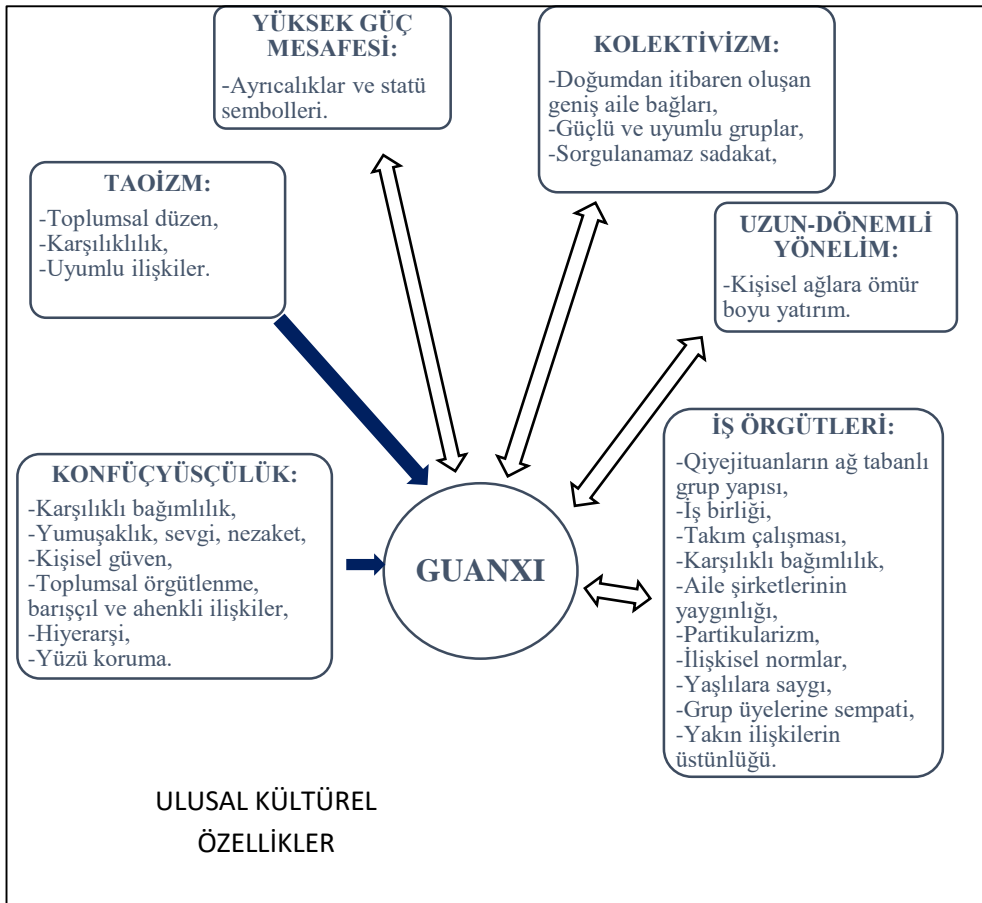 YÜKSEK GÜÇ
MESAFESİ:
-Ayrıcalıklar ve statü
sembolleri.
KOLEKTİVİZM:
-Doğumdan itibaren oluşan
geniş aile bağları,
-Güçlü ve uyumlu gruplar,
-Sorgulanamaz sadakat,
TAOİZM:
-Toplumsal düzen,
-Karşılıklılık,
-Uyumlu ilişkiler.
UZUN-DÖNEMLİ
YÖNELİM:
-Kişisel ağlara ömür
boyu yatırım.
KONFÜÇYÜSÇÜLÜK:
-Karşılıklı bağımlılık,
-Yumuşaklık, sevgi, nezaket,
-Kişisel güven,
-Toplumsal örgütlenme,
barışçıl ve ahenkli ilişkiler,
-Hiyerarşi,
-Yüzü koruma.
GUANXI
İŞ ÖRGÜTLERİ:
-Qiyejituanların ağ tabanlı
grup yapısı,
-İş birliği,
-Takım çalışması,
-Karşılıklı bağımlılık,
-Aile şirketlerinin
yaygınlığı,
-Partikularizm,
-İlişkisel normlar,
-Yaşlılara saygı,
-Grup üyelerine sempati,
-Yakın ilişkilerin
üstünlüğü.
ULUSAL KÜLTÜREL
ÖZELLİKLER